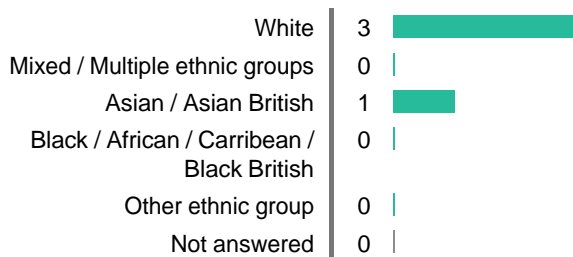 White 3
Mixed / Multiple ethnic groups 0
Asian / Asian British 1
Black / African / Carribean / 0
Black British
Other ethnic group 0
Not answered 0